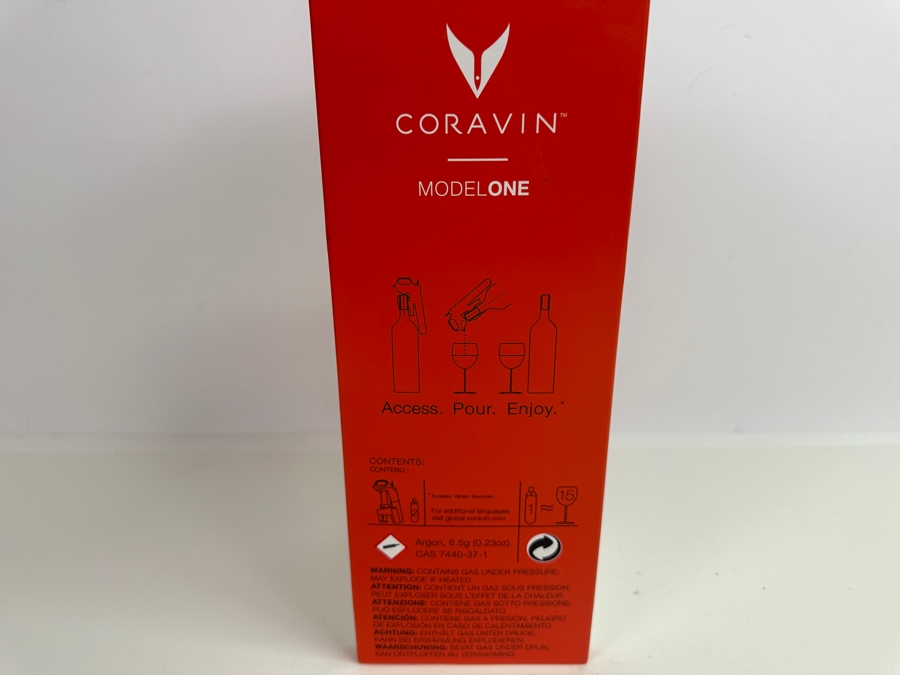 CORAVIN™
MODELONE
Access. Pour. Enjoy.*
CONTENTS:
CONTENU :
For additional languages
visit global.coravin.com
1 ≈ 15
Argon, 6.5g (0.23oz)
CAS 7440-37-1
WARNING: CONTAINS GAS UNDER PRESSURE;
MAY EXPLODE IF HEATED.
ATTENTION: CONTIENT UN GAZ SOUS PRESSION;
PEUT EXPLOSER SOUS L'EFFET DE LA CHALEUR.
ATTENZIONE: CONTIENE GAS SOTTO PRESSIONE;
PUÒ ESPLODERE SE RISCALDATO.
ATENCIÓN: CONTIENE GAS A PRESIÓN; PELIGRO
DE EXPLOSIÓN EN CASO DE CALENTAMIENTO.
ACHTUNG: ENTHÄLT GAS UNTER DRUCK;
KANN BEI ERWÄRMUNG EXPLODIEREN.
WAARSCHUWING: BEVAT GAS ONDER DRUK;
KAN ONTPLOFFEN BIJ VERWARMING.